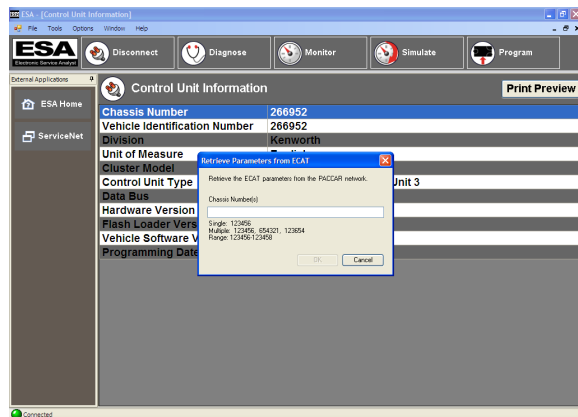 ESA - [Control Unit Information]
File Tools Options Window Help
ESA
Electronic Service Analyst
Disconnect
Diagnose
Monitor
Simulate
Program
External Applications
ESA Home
ServiceNet
Control Unit Information
Print Preview
Chassis Number 266952
Vehicle Identification Number 266952
Division Kenworth
Unit of Measure
Cluster Model
Control Unit Type Unit 3
Data Bus
Hardware Version
Flash Loader Vers
Vehicle Software V
Programming Date
Retrieve Parameters from ECAT
Retrieve the ECAT parameters from the PACCAR network.
Chassis Number(s)
Single: 123456
Multiple: 123456, 654321, 123654
Range: 123456-123458
OK Cancel
Connected